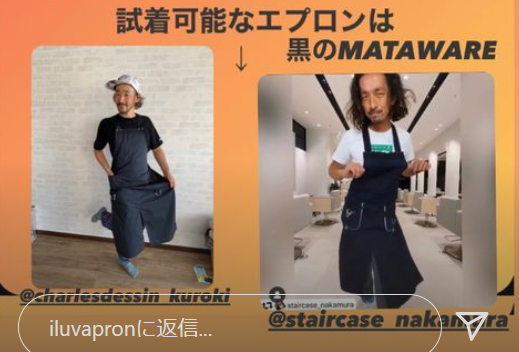 試着可能なエプロンは
黒のMATAWARE
↓
@charlesdessin_kuroki
staircase_nakamura
@staircase_nakamura
iluvapronに返信...